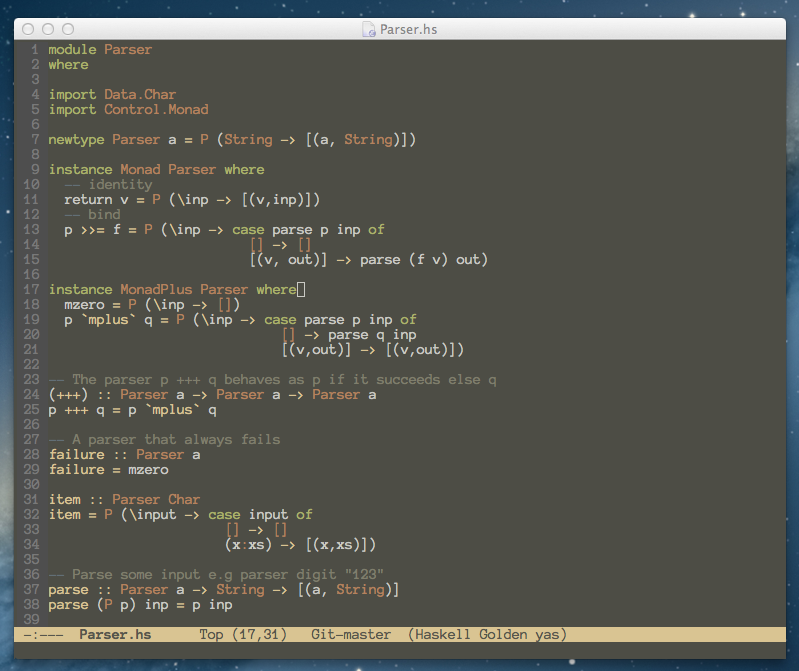 Parser.hs
1 module Parser
2 where
3
4 import Data.Char
5 import Control.Monad
6
7 newtype Parser a = P (String -> [(a, String)])
8
9 instance Monad Parser where
10   -- identity
11   return v = P (\inp -> [(v,inp)])
12   -- bind
13   p >>= f = P (\inp -> case parse p inp of
14                          [] -> []
15                          [(v, out)] -> parse (f v) out)
16
17 instance MonadPlus Parser where
18   mzero = P (\inp -> [])
19   p `mplus` q = P (\inp -> case parse p inp of
20                              [] -> parse q inp
21                              [(v,out)] -> [(v,out)])
22
23 -- The parser p +++ q behaves as p if it succeeds else q
24 (+++) :: Parser a -> Parser a -> Parser a
25 p +++ q = p `mplus` q
26
27 -- A parser that always fails
28 failure :: Parser a
29 failure = mzero
30
31 item :: Parser Char
32 item = P (\input -> case input of
33                       [] -> []
34                       (x:xs) -> [(x,xs)])
35
36 -- Parse some input e.g parser digit "123"
37 parse :: Parser a -> String -> [(a, String)]
38 parse (P p) inp = p inp
39
-:---  Parser.hs      Top (17,31)   Git-master  (Haskell Golden yas)